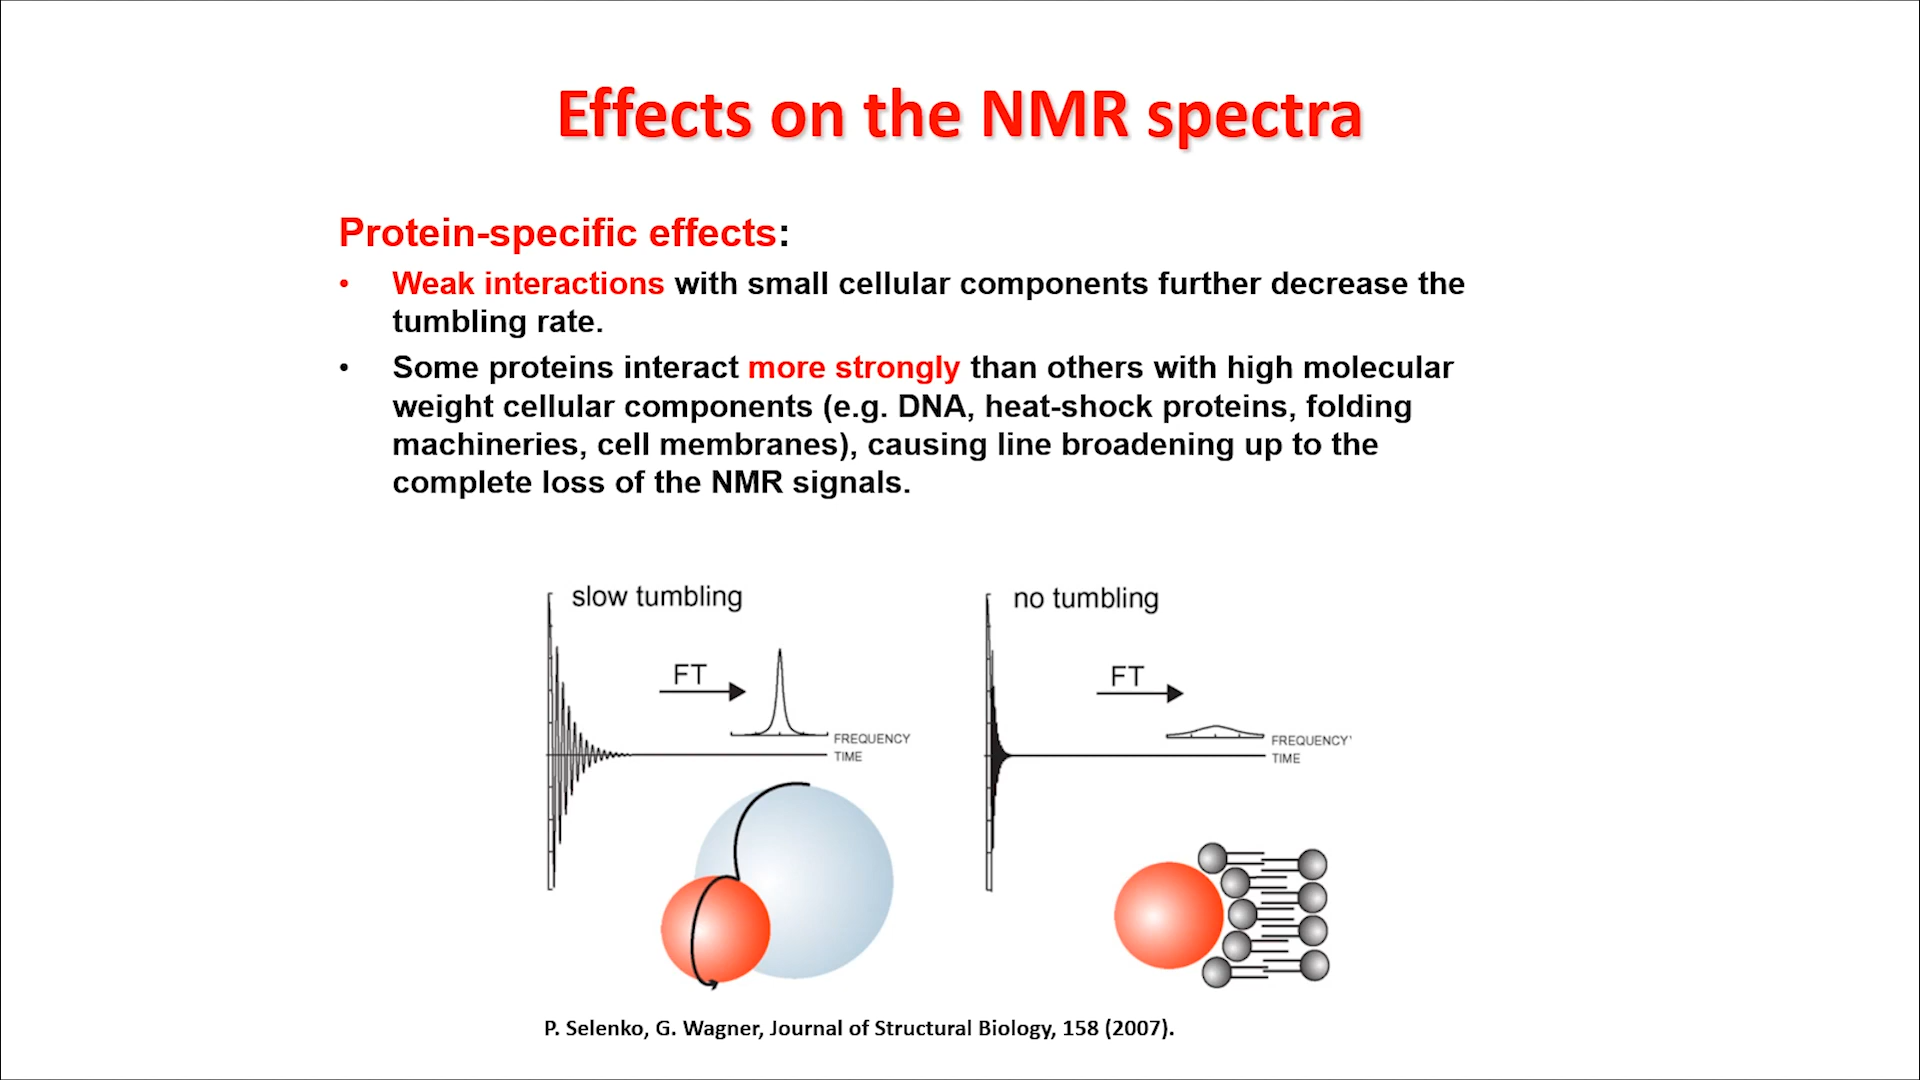 Effects on the NMR spectra
Protein-specific effects:
• Weak interactions with small cellular components further decrease the
tumbling rate.
• Some proteins interact more strongly than others with high molecular
weight cellular components (e.g. DNA, heat-shock proteins, folding
machineries, cell membranes), causing line broadening up to the
complete loss of the NMR signals.
slow tumbling
FT
FREQUENCY
TIME
no tumbling
FT
FREQUENCY'
TIME
P. Selenko, G. Wagner, Journal of Structural Biology, 158 (2007).